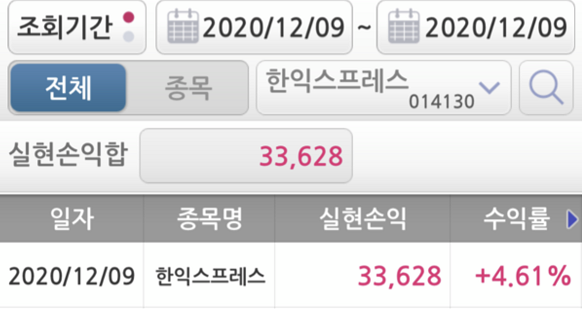 조회기간 2020/12/09 ~ 2020/12/09
전체 종목 한익스프레스 014130
실현손익합 33,628
일자 종목명 실현손익 수익률
2020/12/09 한익스프레스 33,628 +4.61%